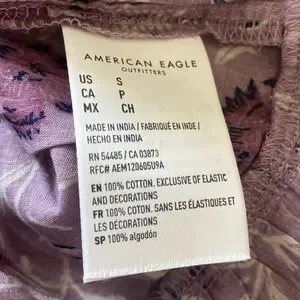 AMERICAN EAGLE
OUTFITTERS
US S
CA P
MX CH
MADE IN INDIA / FABRIQUÉ EN INDE /
HECHO EN INDIA
RN 54485 / CA 03873
RFC# AEM120605U9A
EN 100% COTTON. EXCLUSIVE OF ELASTIC
AND DECORATIONS
FR 100% COTON. SANS LES ÉLASTIQUES ET
LES DÉCORATIONS
SP 100% algodón